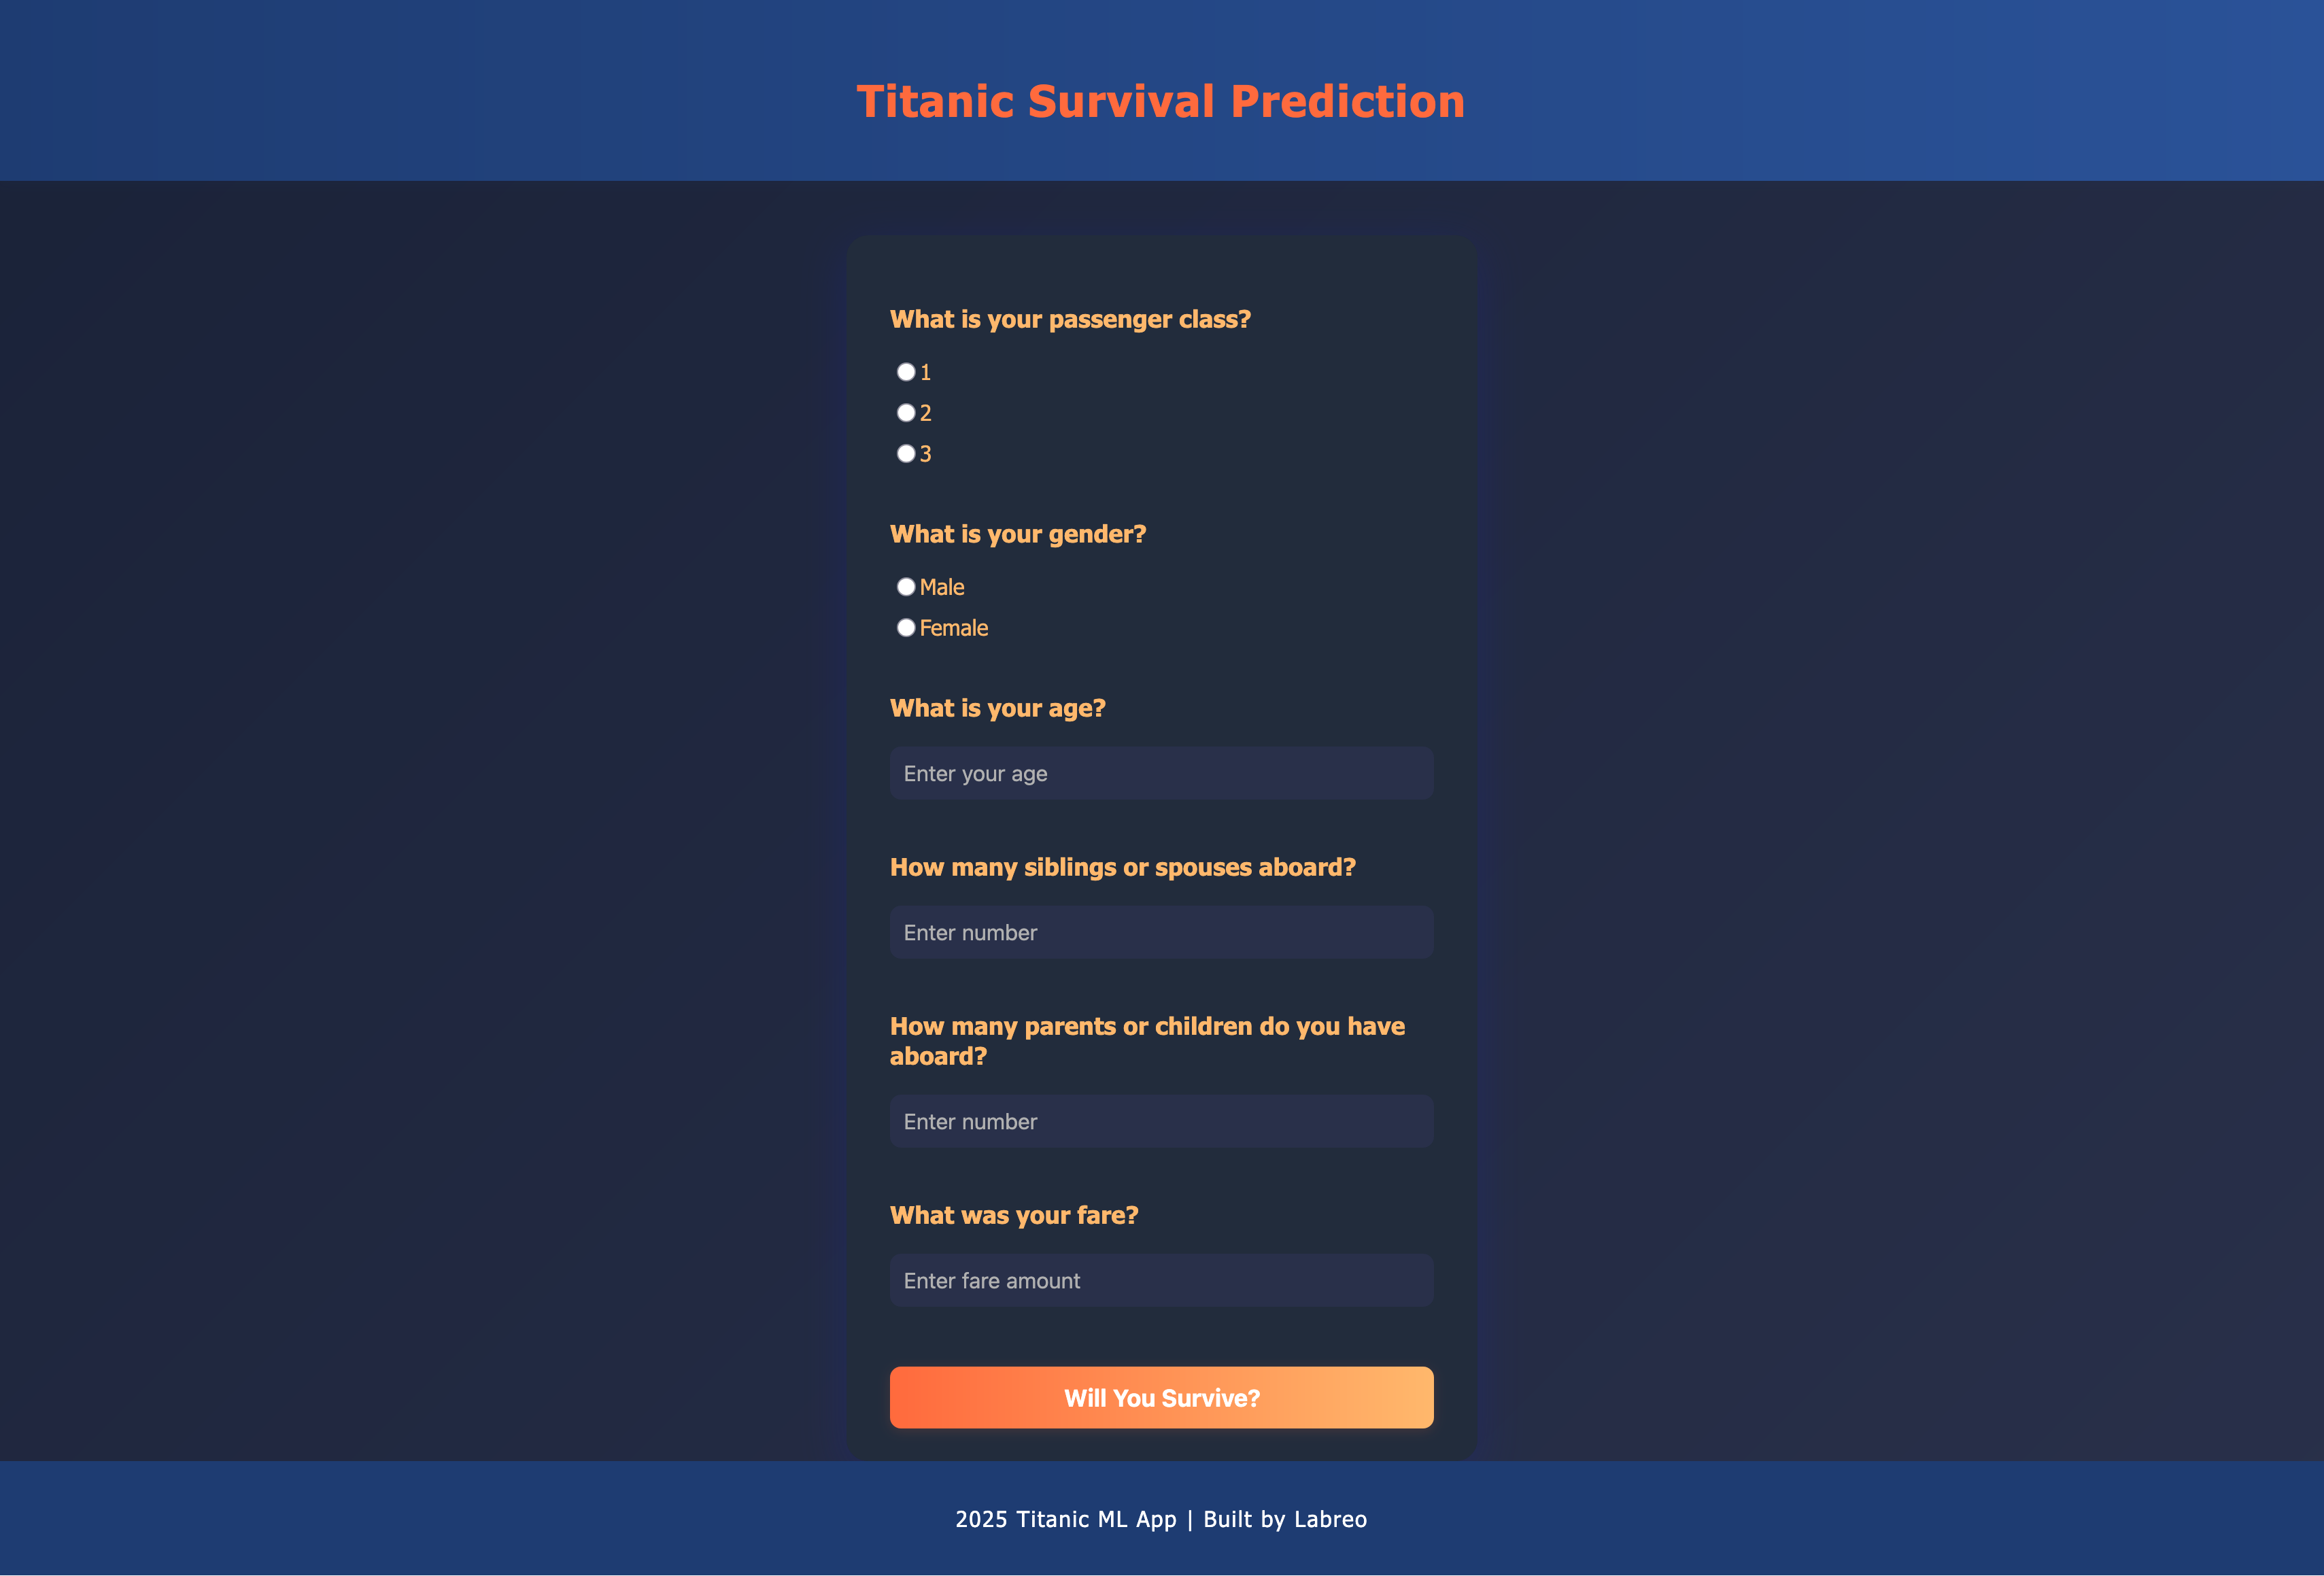 Titanic Survival Prediction
What is your passenger class?
1
2
3
What is your gender?
Male
Female
What is your age?
Enter your age
How many siblings or spouses aboard?
Enter number
How many parents or children do you have
aboard?
Enter number
What was your fare?
Enter fare amount
Will You Survive?
2025 Titanic ML App | Built by Labreo